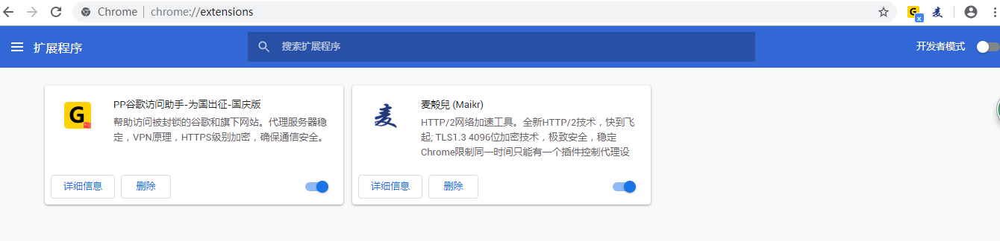 Chrome | chrome://extensions
G x 麦
扩展程序
搜索扩展程序
开发者模式
G
PP谷歌访问助手-为国出征-国庆版
帮助访问被封锁的谷歌和旗下网站。代理服务器稳
定，VPN原理，HTTPS级别加密，确保通信安全。
详细信息 删除
麦
麦殼兒 (Maikr)
HTTP/2网络加速工具。全新HTTP/2技术，快到飞
起; TLS1.3 4096位加密技术，极致安全，稳定
Chrome限制同一时间只能有一个插件控制代理设
详细信息 删除